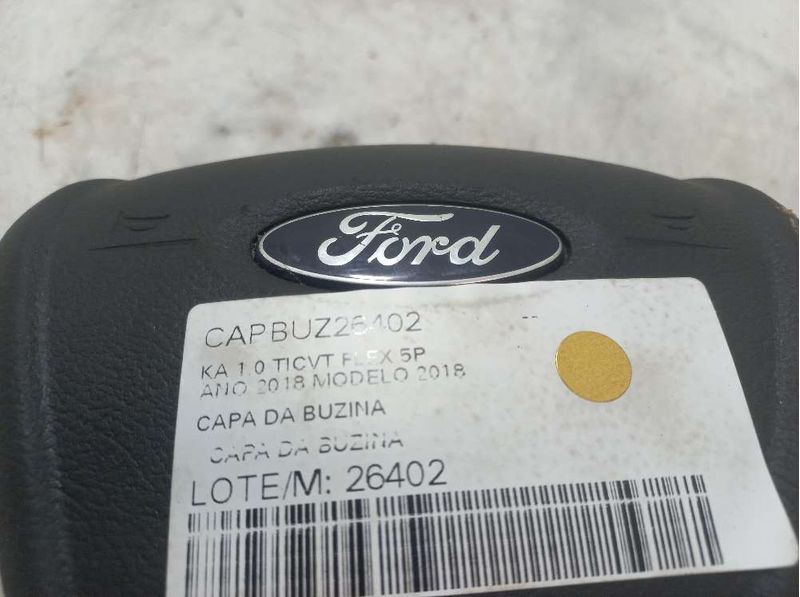 Ford
CAPBUZ26402
--
KA 1.0 TICVT FLEX 5P
ANO 2018 MODELO 2018
CAPA DA BUZINA
CAPA DA BUZINA
LOTE/M: 26402